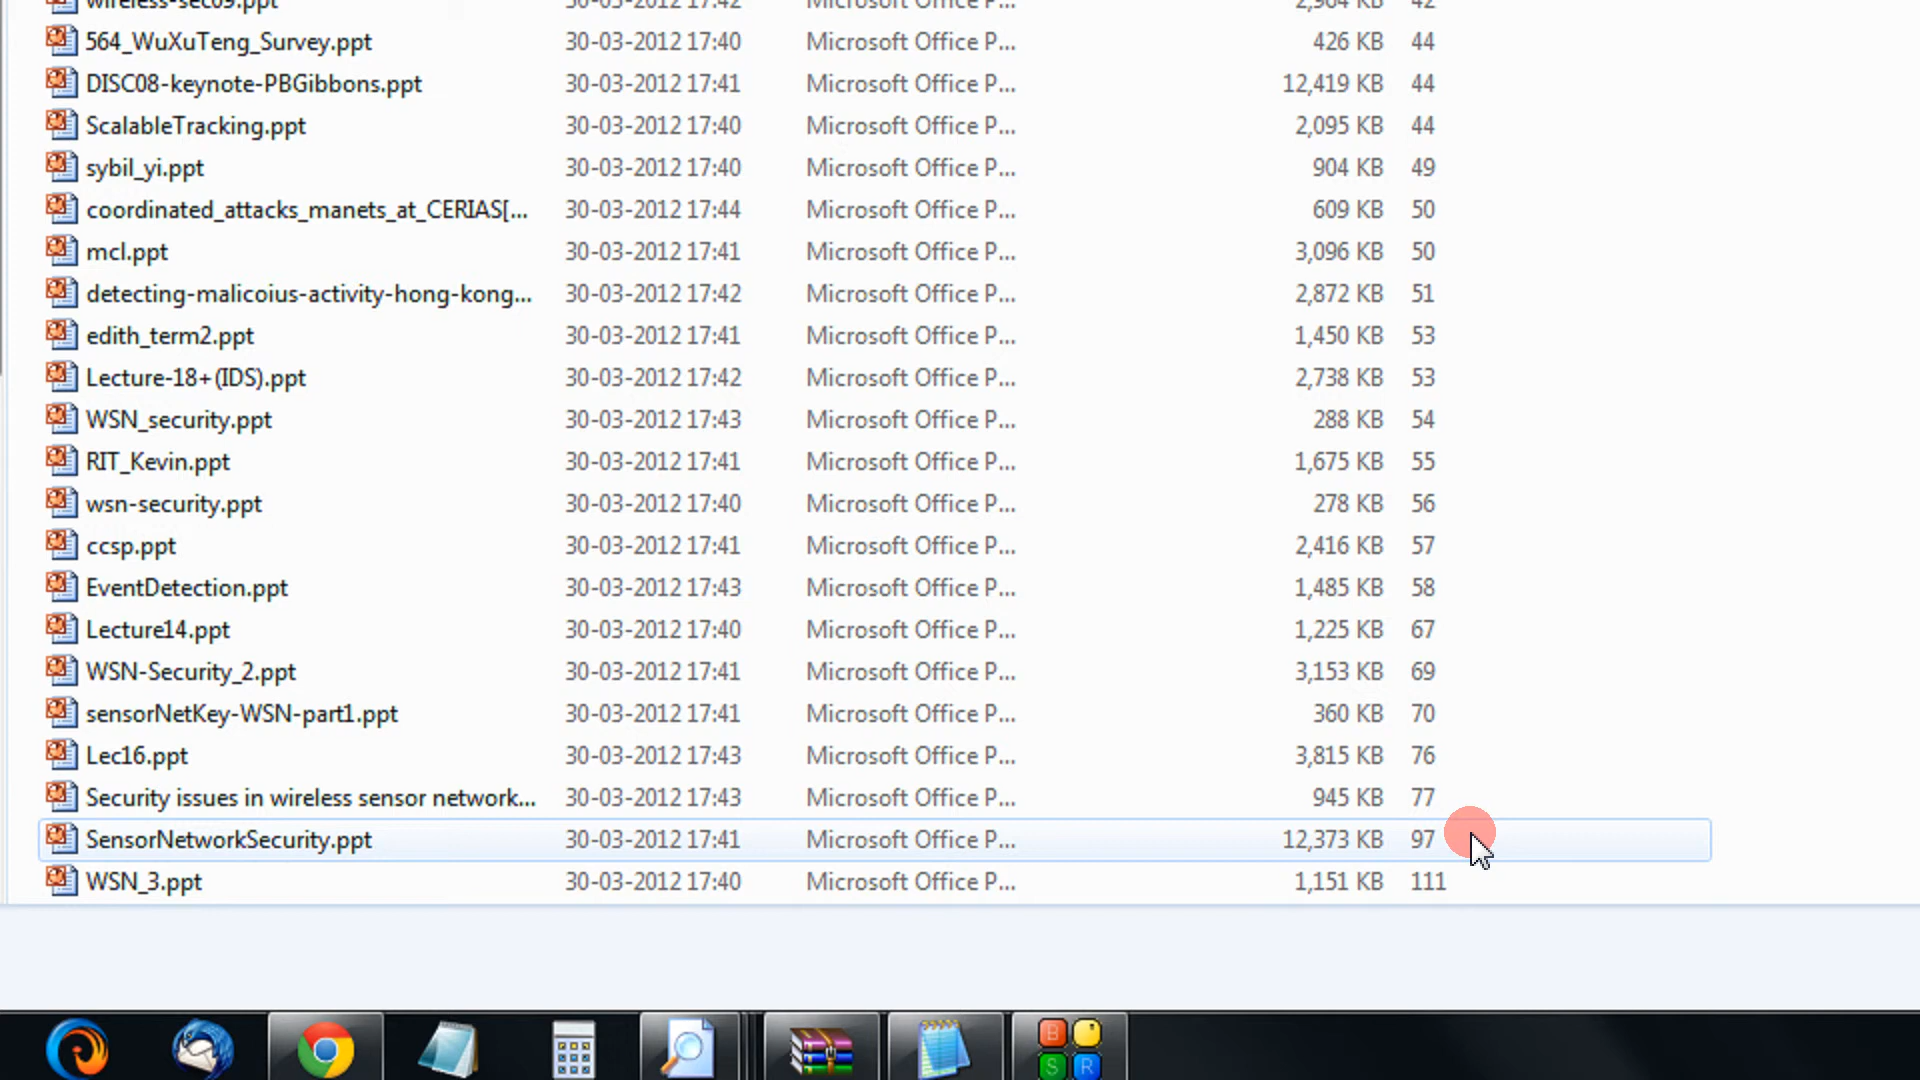 wireless-sec09.ppt 30-03-2012 17:42 Microsoft Office P... 2,964 KB 42
564_WuXuTeng_Survey.ppt 30-03-2012 17:40 Microsoft Office P... 426 KB 44
DISC08-keynote-PBGibbons.ppt 30-03-2012 17:41 Microsoft Office P... 12,419 KB 44
ScalableTracking.ppt 30-03-2012 17:40 Microsoft Office P... 2,095 KB 44
sybil_yi.ppt 30-03-2012 17:40 Microsoft Office P... 904 KB 49
coordinated_attacks_manets_at_CERIAS[... 30-03-2012 17:44 Microsoft Office P... 609 KB 50
mcl.ppt 30-03-2012 17:41 Microsoft Office P... 3,096 KB 50
detecting-malicoius-activity-hong-kong... 30-03-2012 17:42 Microsoft Office P... 2,872 KB 51
edith_term2.ppt 30-03-2012 17:41 Microsoft Office P... 1,450 KB 53
Lecture-18+(IDS).ppt 30-03-2012 17:42 Microsoft Office P... 2,738 KB 53
WSN_security.ppt 30-03-2012 17:43 Microsoft Office P... 288 KB 54
RIT_Kevin.ppt 30-03-2012 17:41 Microsoft Office P... 1,675 KB 55
wsn-security.ppt 30-03-2012 17:40 Microsoft Office P... 278 KB 56
ccsp.ppt 30-03-2012 17:41 Microsoft Office P... 2,416 KB 57
EventDetection.ppt 30-03-2012 17:43 Microsoft Office P... 1,485 KB 58
Lecture14.ppt 30-03-2012 17:40 Microsoft Office P... 1,225 KB 67
WSN-Security_2.ppt 30-03-2012 17:41 Microsoft Office P... 3,153 KB 69
sensorNetKey-WSN-part1.ppt 30-03-2012 17:41 Microsoft Office P... 360 KB 70
Lec16.ppt 30-03-2012 17:43 Microsoft Office P... 3,815 KB 76
Security issues in wireless sensor network... 30-03-2012 17:43 Microsoft Office P... 945 KB 77
SensorNetworkSecurity.ppt 30-03-2012 17:41 Microsoft Office P... 12,373 KB 97
WSN_3.ppt 30-03-2012 17:40 Microsoft Office P... 1,151 KB 111
B
S R